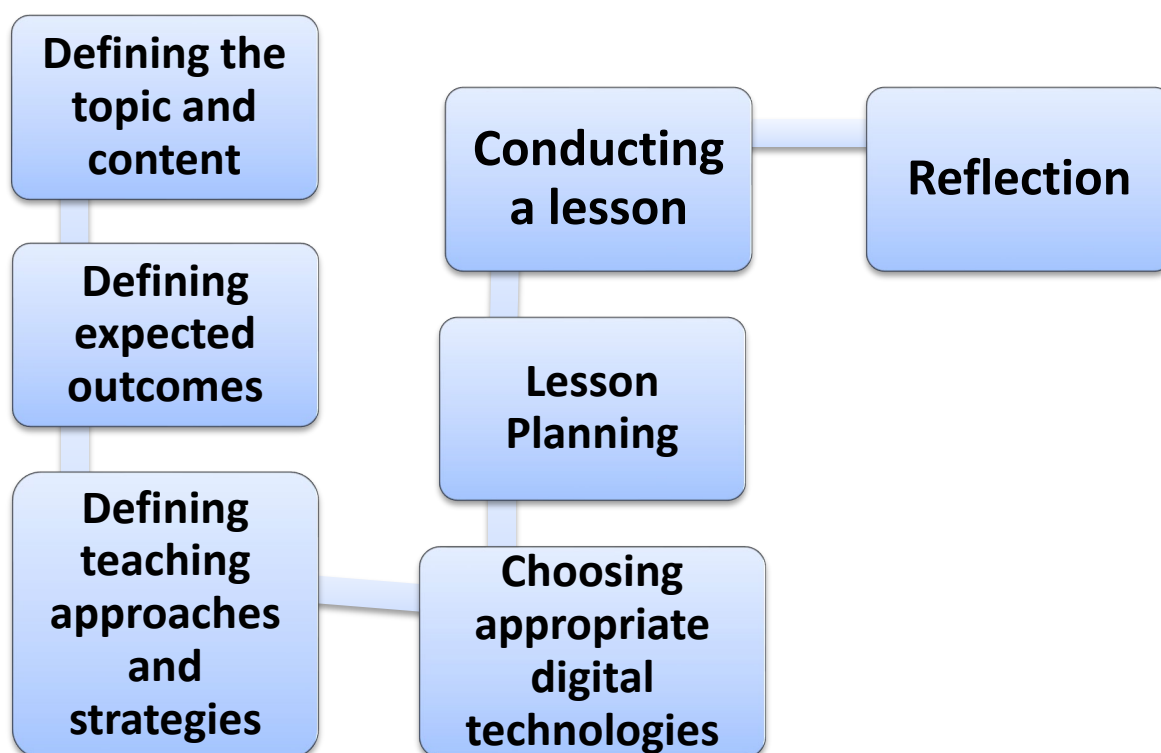 Defining the
topic and
content
Defining
expected
outcomes
Defining
teaching
approaches
and
strategies
Choosing
appropriate
digital
technologies
Lesson
Planning
Conducting
a lesson
Reflection